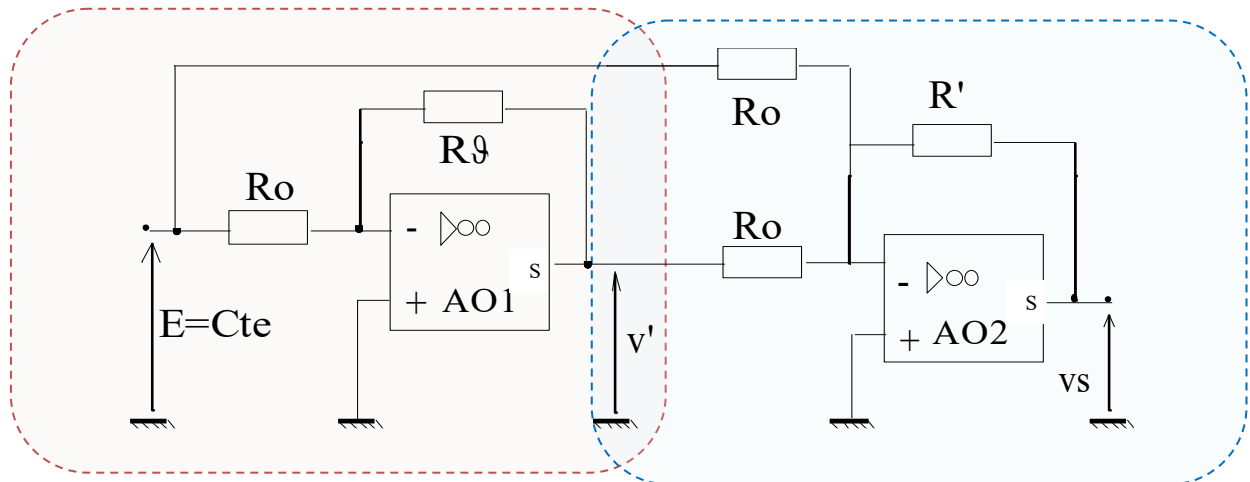 Ro
R'
Rϑ
Ro
Ro
- ▷∞
s
+ AO1
E=Cte
v'
- ▷∞
s
+ AO2
vs